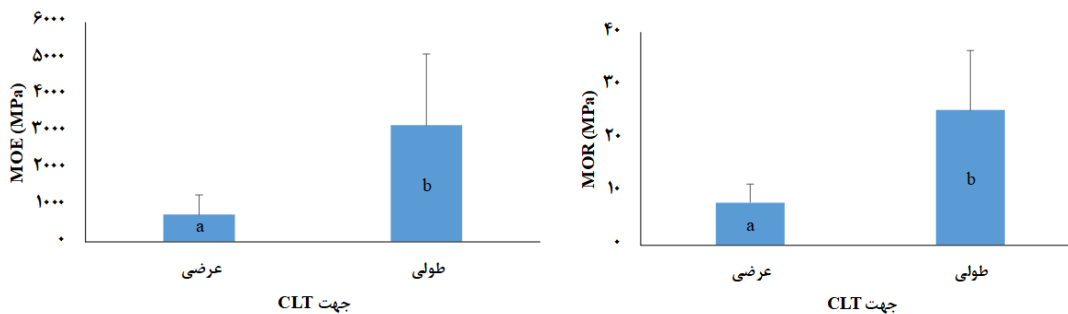 MOE (MPa)
۶۰۰۰
۵۰۰۰
۴۰۰۰
۳۰۰۰
۲۰۰۰
۱۰۰۰
۰
a
b
عرضی
طولی
جهت CLT
MOR (MPa)
۴۰
۳۰
۲۰
۱۰
۰
a
b
عرضی
طولی
جهت CLT